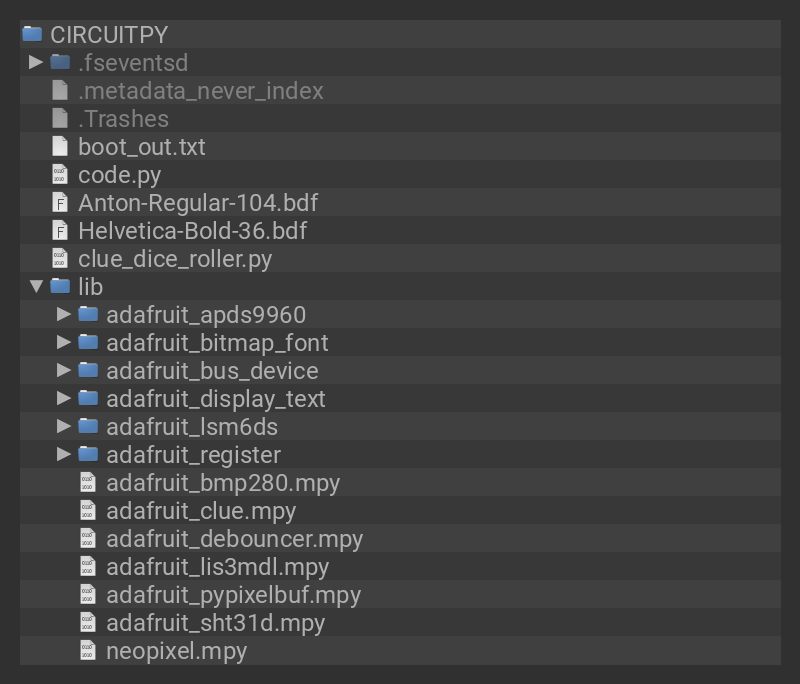 CIRCUITPY
.fseventsd
.metadata_never_index
.Trashes
boot_out.txt
code.py
Anton-Regular-104.bdf
Helvetica-Bold-36.bdf
clue_dice_roller.py
lib
adafruit_apds9960
adafruit_bitmap_font
adafruit_bus_device
adafruit_display_text
adafruit_lsm6ds
adafruit_register
adafruit_bmp280.mpy
adafruit_clue.mpy
adafruit_debouncer.mpy
adafruit_lis3mdl.mpy
adafruit_pypixelbuf.mpy
adafruit_sht31d.mpy
neopixel.mpy